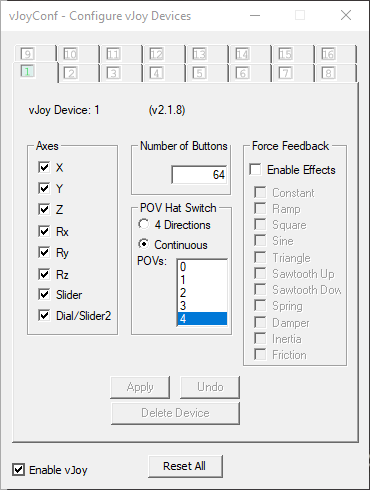 vJoyConf - Configure vJoy Devices
9 10 11 12 13 14 15 16
1 2 3 4 5 6 7 8
vJoy Device: 1 (v2.1.8)
Axes
X
Y
Z
Rx
Ry
Rz
Slider
Dial/Slider2
Number of Buttons
64
POV Hat Switch
4 Directions
Continuous
POVs:
0
1
2
3
4
Force Feedback
Enable Effects
Constant
Ramp
Square
Sine
Triangle
Sawtooth Up
Sawtooth Dow
Spring
Damper
Inertia
Friction
Apply Undo
Delete Device
Enable vJoy
Reset All